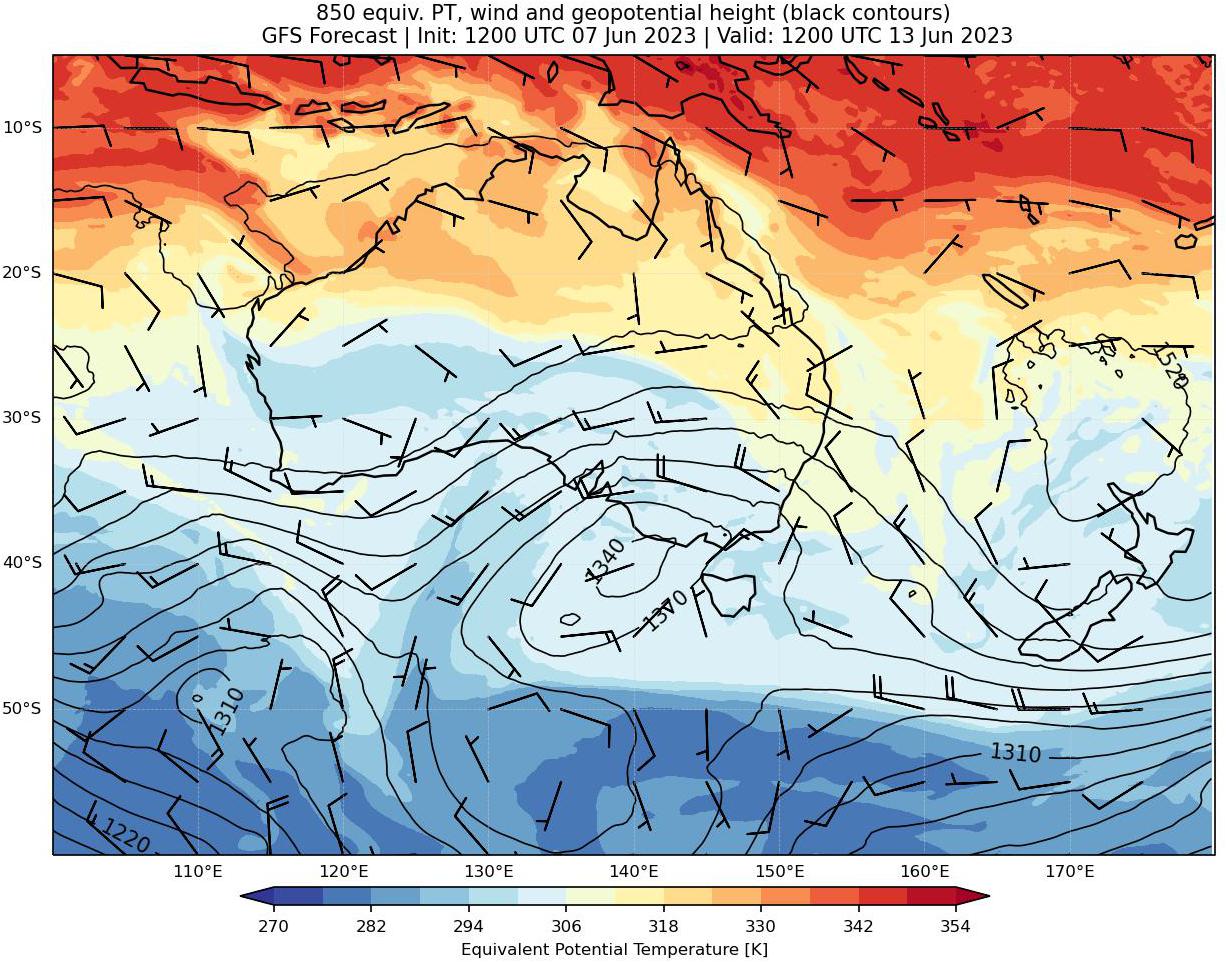 850 equiv. PT, wind and geopotential height (black contours)
GFS Forecast | Init: 1200 UTC 07 Jun 2023 | Valid: 1200 UTC 13 Jun 2023
10°S
20°S
1520
30°S
40°S
1340
1370
50°S
1310
1310
1220
110°E 120°E 130°E 140°E 150°E 160°E 170°E
270 282 294 306 318 330 342 354
Equivalent Potential Temperature [K]